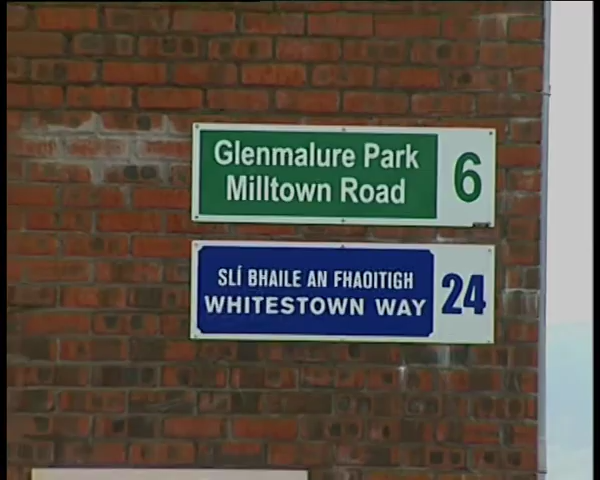 Glenmalure Park
Milltown Road
6
SLÍ BHAILE AN FHAOITIGH
WHITESTOWN WAY
24